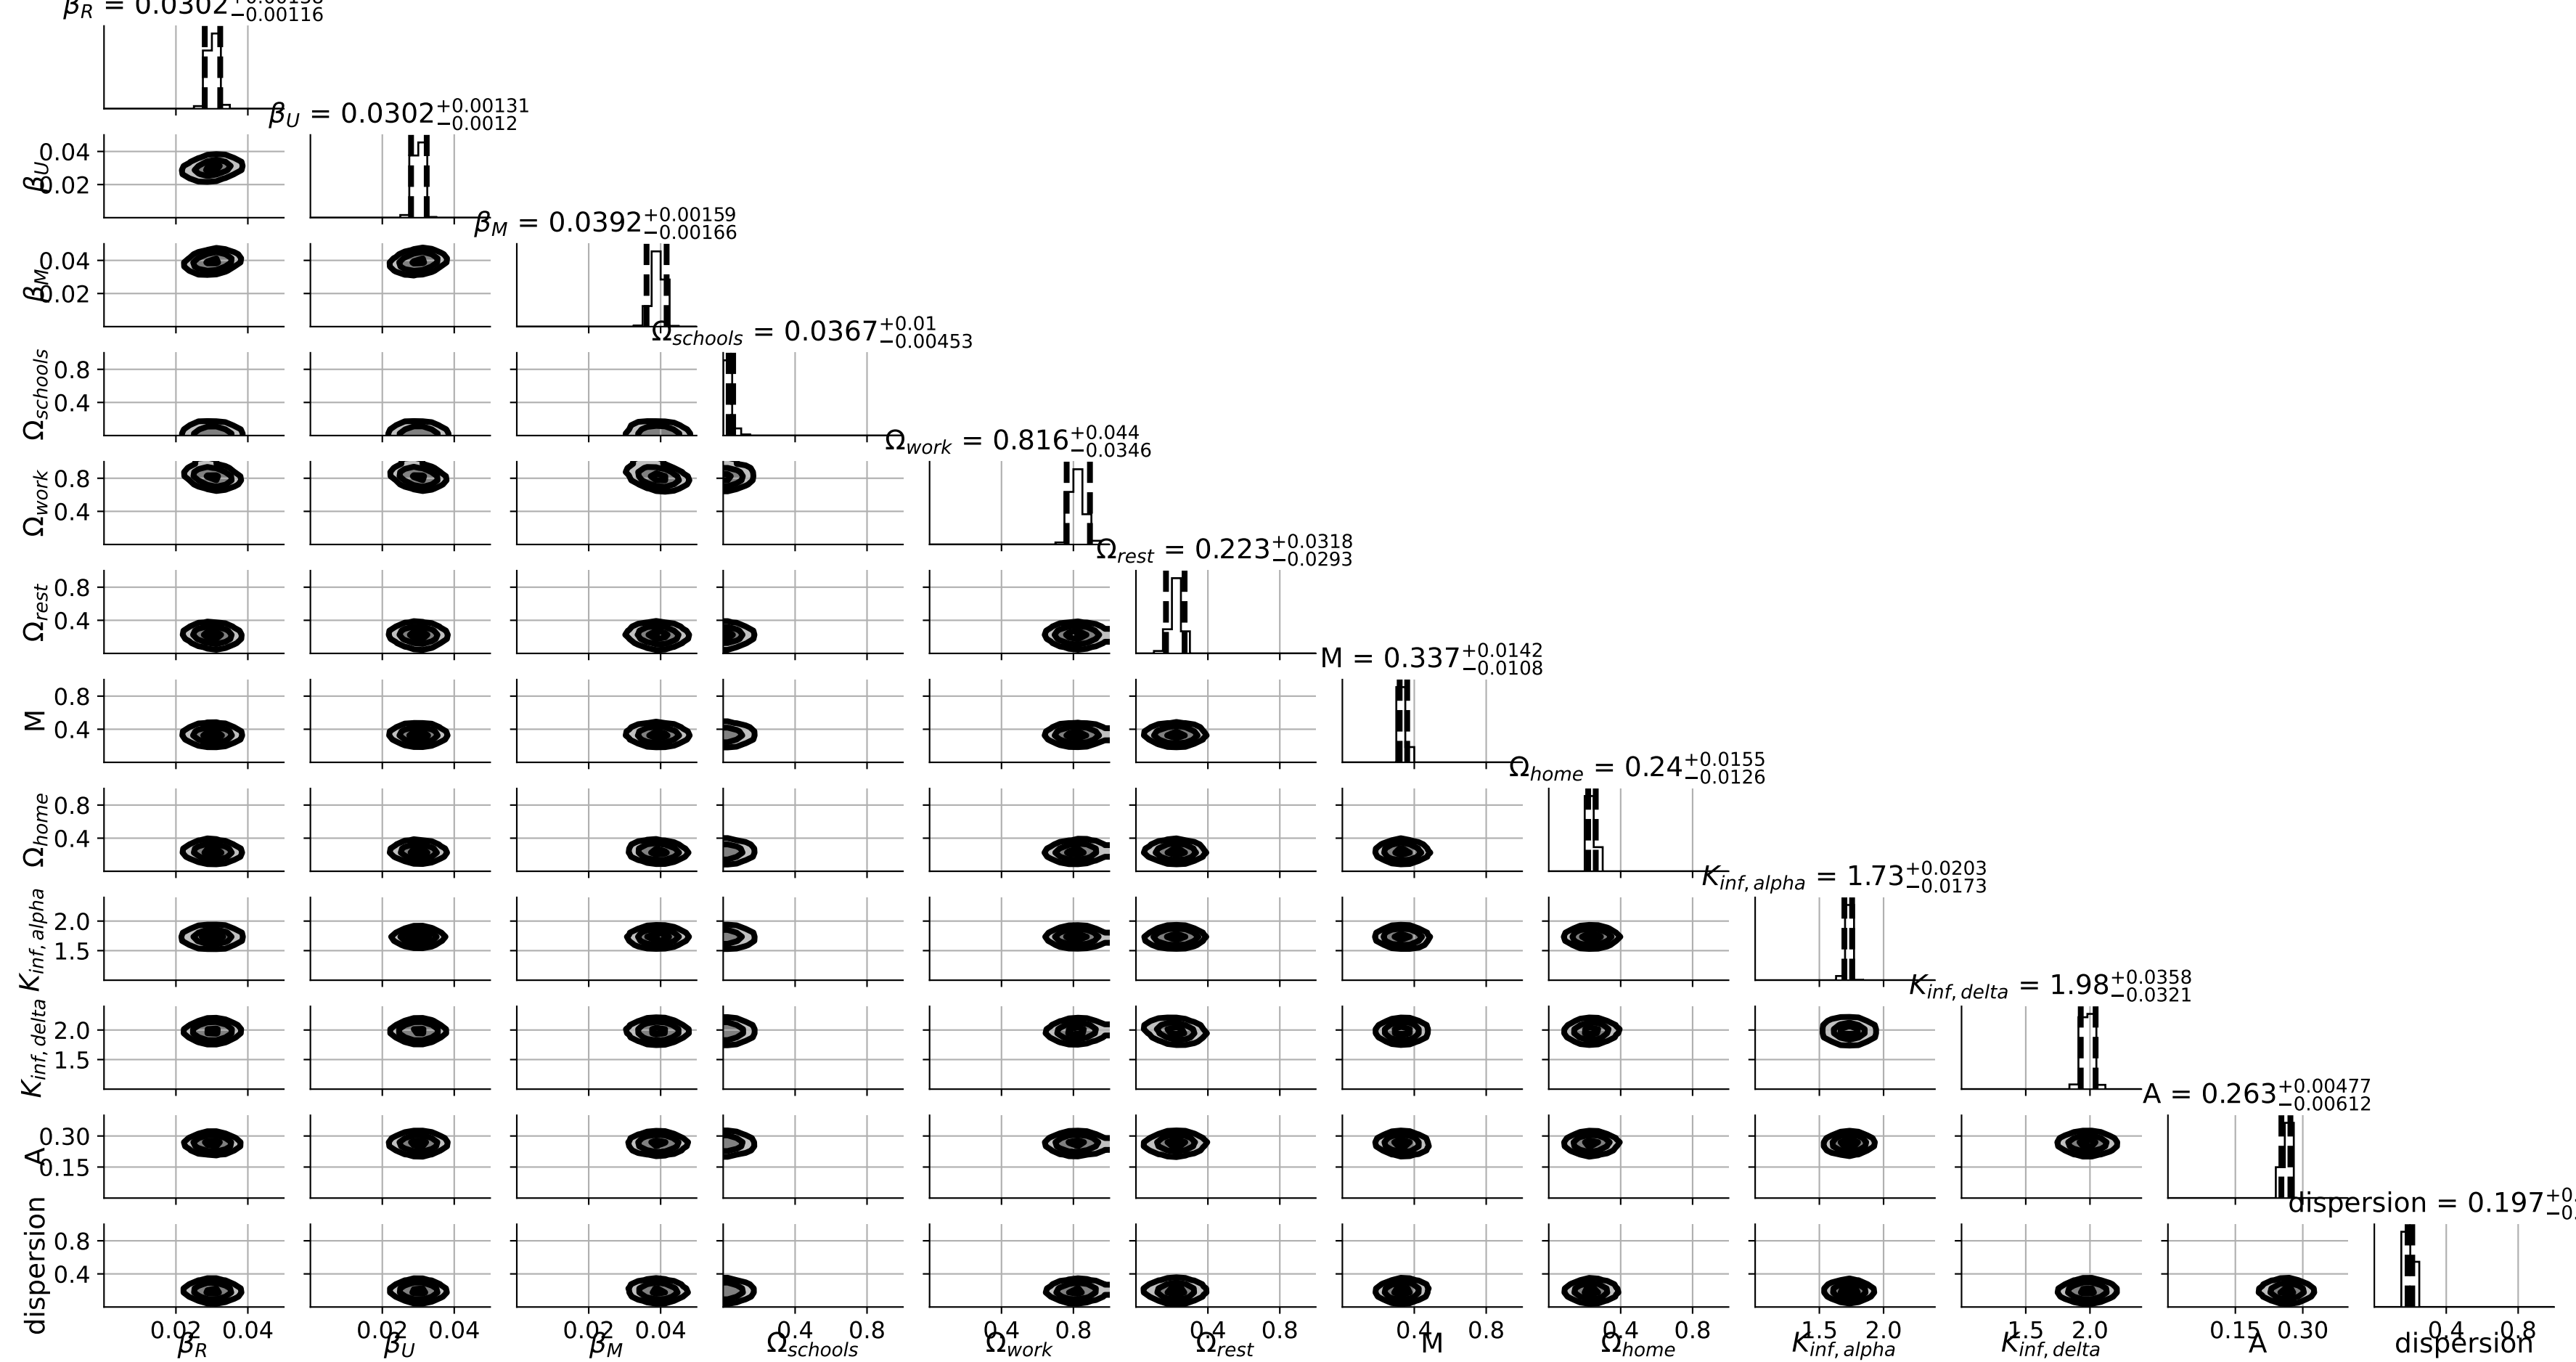 β_R = 0.0302 −0.00116
β_U = 0.0302 +0.00131 −0.0012
0.04
β_U
0.02
β_M = 0.0392 +0.00159 −0.00166
0.04
β_M
0.02
Ω_schools = 0.0367 +0.01 −0.00453
0.8
Ω_schools
0.4
Ω_work = 0.816 +0.044 −0.0346
0.8
Ω_work
0.4
Ω_rest = 0.223 +0.0318 −0.0293
0.8
Ω_rest
0.4
M = 0.337 +0.0142 −0.0108
0.8
M
0.4
Ω_home = 0.24 +0.0155 −0.0126
0.8
Ω_home
0.4
K_inf, alpha = 1.73 +0.0203 −0.0173
2.0
K_inf, alpha
1.5
K_inf, delta = 1.98 +0.0358 −0.0321
2.0
K_inf, delta
1.5
A = 0.263 +0.00477 −0.00612
0.30
A
0.15
dispersion = 0.197
0.8
dispersion
0.4
0.02 0.04 0.02 0.04 0.02 0.04 0.4 0.8 0.4 0.8 0.4 0.8 0.4 0.8 0.4 0.8 1.5 2.0 1.5 2.0 0.15 0.30 0.4 0.8
β_R β_U β_M Ω_schools Ω_work Ω_rest M Ω_home K_inf, alpha K_inf, delta A dispersion